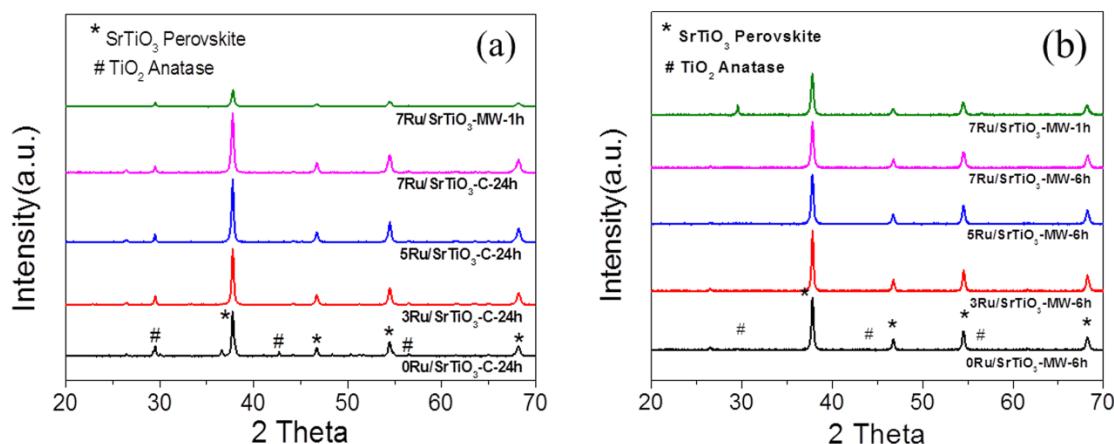 * SrTiO3 Perovskite
# TiO2 Anatase
(a)
7Ru/SrTiO3-MW-1h
7Ru/SrTiO3-C-24h
5Ru/SrTiO3-C-24h
3Ru/SrTiO3-C-24h
*
# # * * # *
0Ru/SrTiO3-C-24h
20 30 40 50 60 70
2 Theta
Intensity(a.u.)
* SrTiO3 Perovskite
# TiO2 Anatase
(b)
7Ru/SrTiO3-MW-1h
7Ru/SrTiO3-MW-6h
5Ru/SrTiO3-MW-6h
3Ru/SrTiO3-MW-6h
*
# # * * # *
0Ru/SrTiO3-MW-6h
20 30 40 50 60 70
2 Theta
Intensity(a.u.)